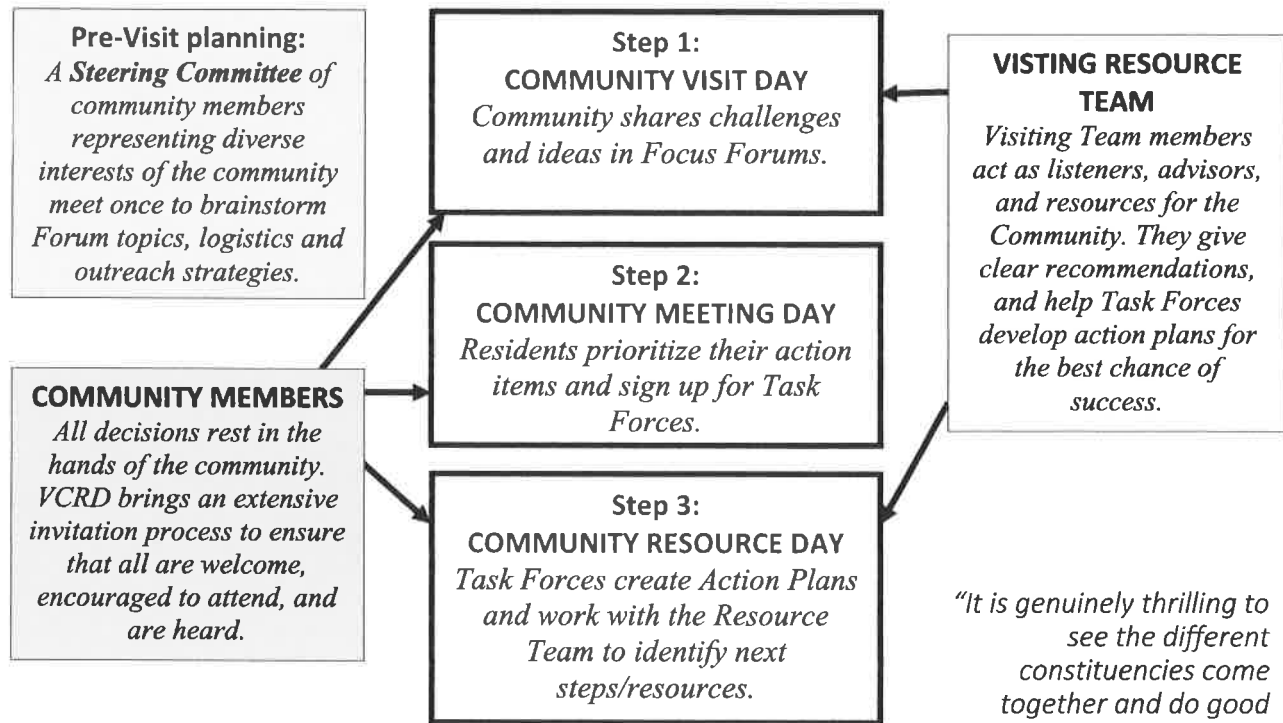 Pre-Visit planning:
A Steering Committee of
community members
representing diverse
interests of the community
meet once to brainstorm
Forum topics, logistics and
outreach strategies.
COMMUNITY MEMBERS
All decisions rest in the
hands of the community.
VCRD brings an extensive
invitation process to ensure
that all are welcome,
encouraged to attend, and
are heard.
Step 1:
COMMUNITY VISIT DAY
Community shares challenges
and ideas in Focus Forums.
Step 2:
COMMUNITY MEETING DAY
Residents prioritize their action
items and sign up for Task
Forces.
Step 3:
COMMUNITY RESOURCE DAY
Task Forces create Action Plans
and work with the Resource
Team to identify next
steps/resources.
VISTING RESOURCE
TEAM
Visiting Team members
act as listeners, advisors,
and resources for the
Community. They give
clear recommendations,
and help Task Forces
develop action plans for
the best chance of
success.
"It is genuinely thrilling to
see the different
constituencies come
together and do good